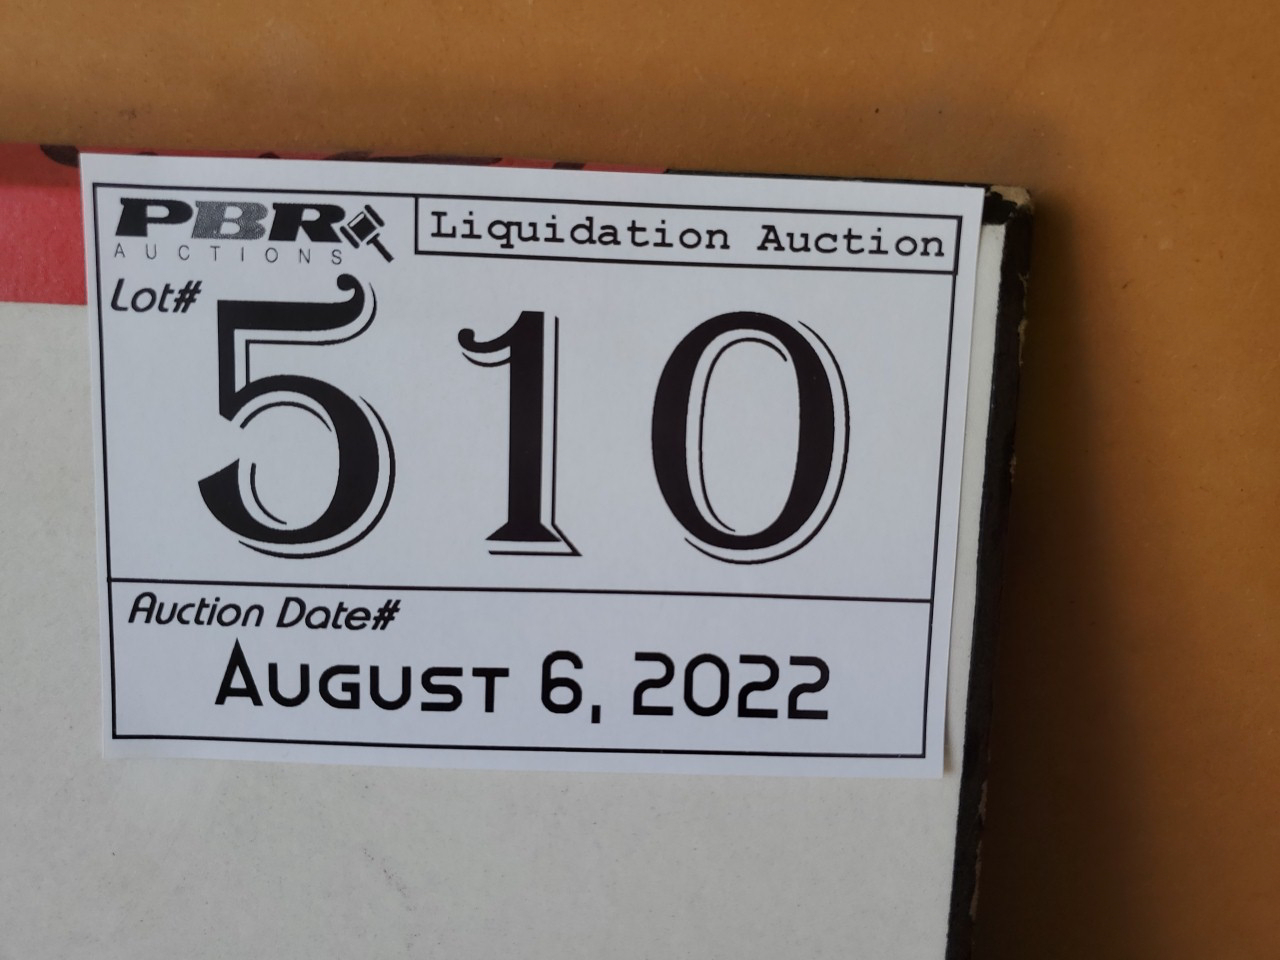 PBR
AUCTIONS
Liquidation Auction
Lot#
510
Auction Date#
August 6, 2022